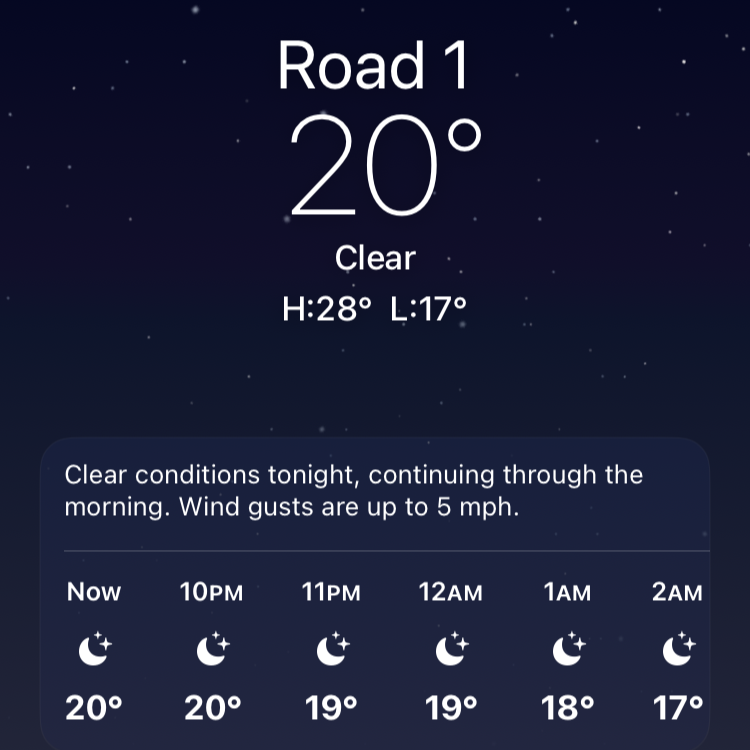 Road 1
20°
Clear
H:28° L:17°
Clear conditions tonight, continuing through the
morning. Wind gusts are up to 5 mph.
Now 10PM 11PM 12AM 1AM 2AM
20° 20° 19° 19° 18° 17°